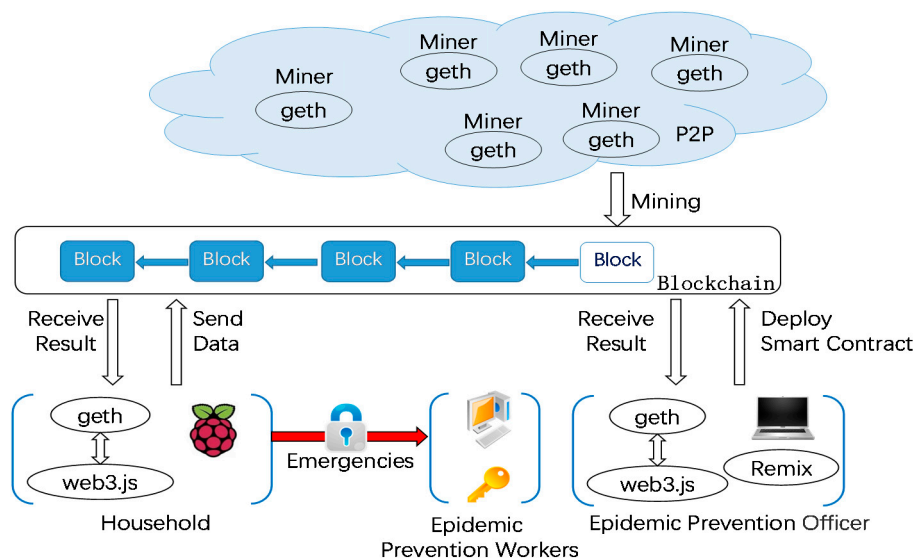 Miner
geth
Miner
geth
Miner
geth
Miner
geth
Miner
geth
Miner
geth
P2P
Mining
Block
Block
Block
Block
Block
Blockchain
Receive
Result
Send
Data
Receive
Result
Deploy
Smart Contract
geth
web3.js
Household
Emergencies
Epidemic
Prevention Workers
geth
web3.js
Remix
Epidemic Prevention Officer